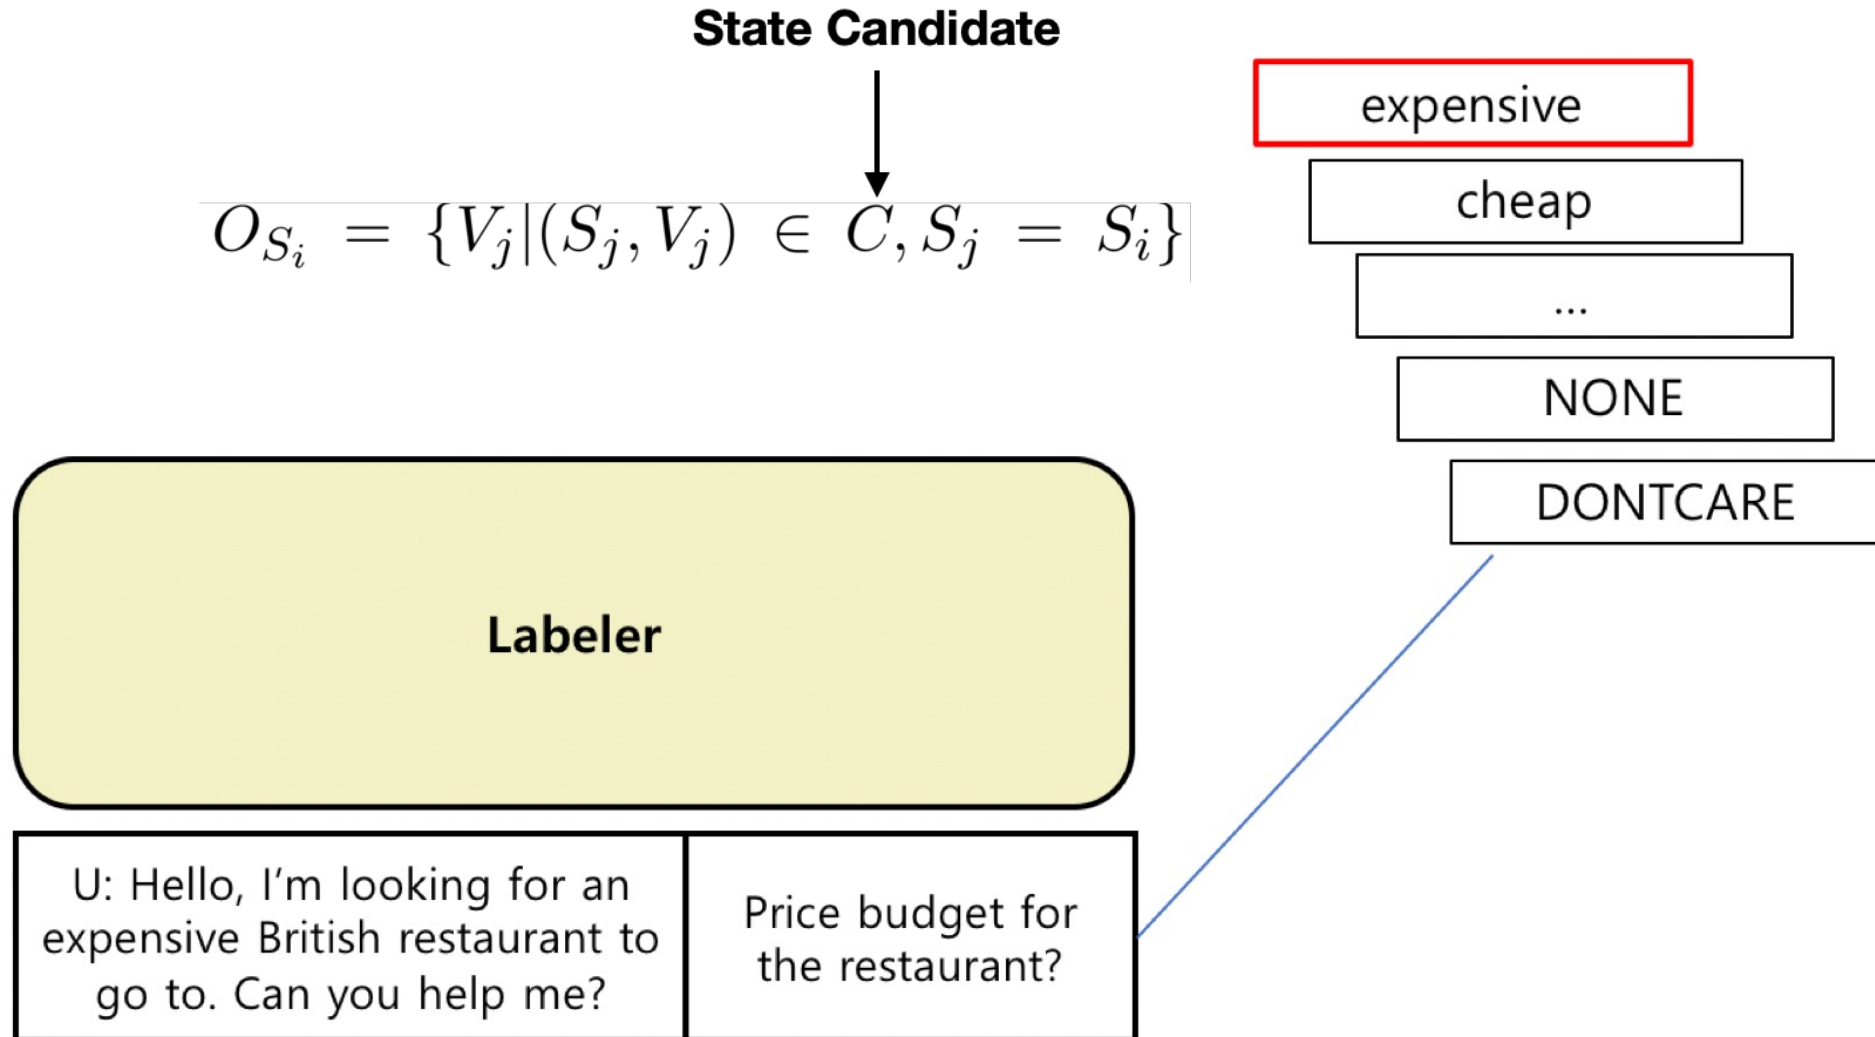 State Candidate
O_{S_i} = {V_j|(S_j, V_j) ∈ C, S_j = S_i}
expensive
cheap
...
NONE
DONTCARE
Labeler
U: Hello, I'm looking for an
expensive British restaurant to
go to. Can you help me?
Price budget for
the restaurant?